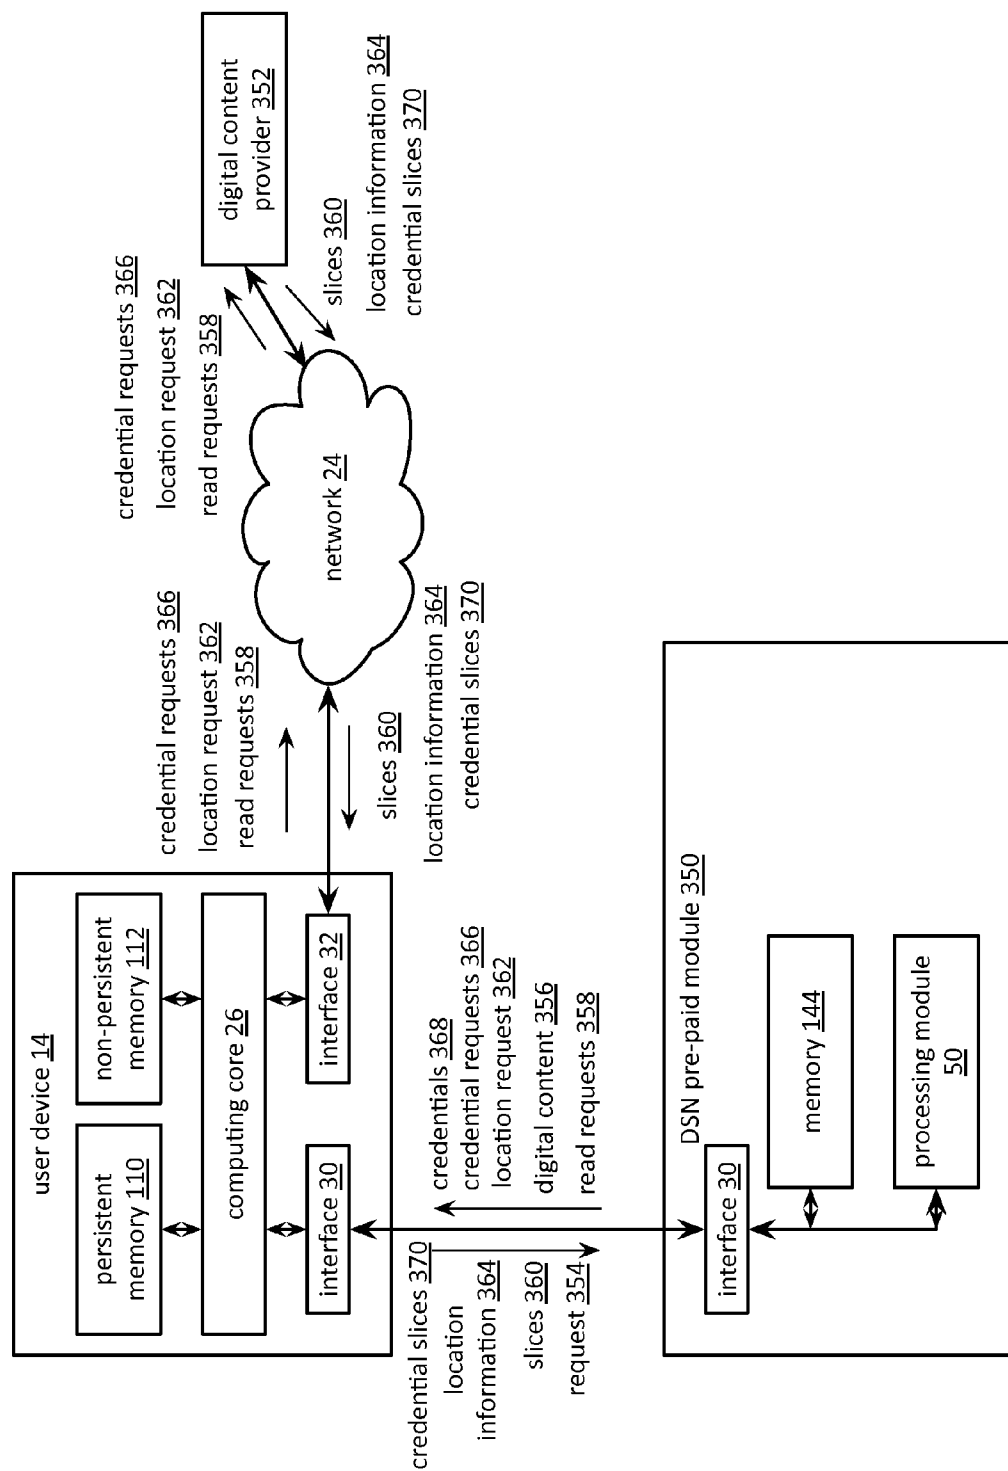 user device 14
persistent
memory 110
non-persistent
memory 112
computing core 26
interface 30
interface 32
credential requests 366
location request 362
read requests 358
slices 360
location information 364
credential slices 370
network 24
credential requests 366
location request 362
read requests 358
digital content
provider 352
slices 360
location information 364
credential slices 370
credential slices 370
location
information 364
slices 360
request 354
credentials 368
credential requests 366
location request 362
digital content 356
read requests 358
DSN pre-paid module 350
interface 30
memory 144
processing module
50